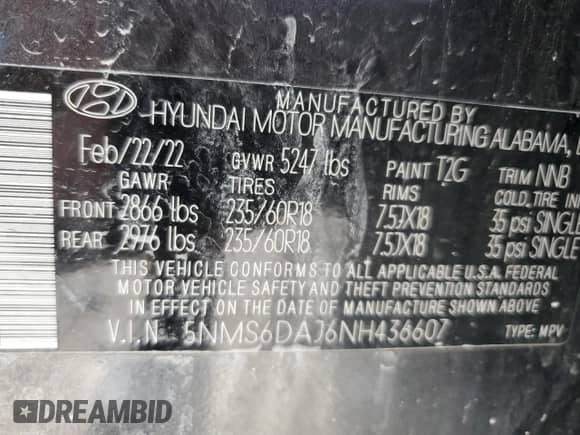 MANUFACTURED BY
HYUNDAI MOTOR MANUFACTURING ALABAMA,
Feb/22/22 GVWR 5247 lbs PAINT T2G TRIM NNB
GAWR TIRES RIMS COLD TIRE
FRONT 2866 lbs 235/60R18 7.5JX18 35 psi SINGLE
REAR 2976 lbs 235/60R18 7.5JX18 35 psi SINGLE
THIS VEHICLE CONFORMS TO ALL APPLICABLE U.S.A. FEDERAL
MOTOR VEHICLE SAFETY AND THEFT PREVENTION STANDARDS
IN EFFECT ON THE DATE OF MANUFACTURE SHOWN ABOVE.
V.I.N 5NMS6DAJ6NH436607 TYPE: MPV
DREAMBID